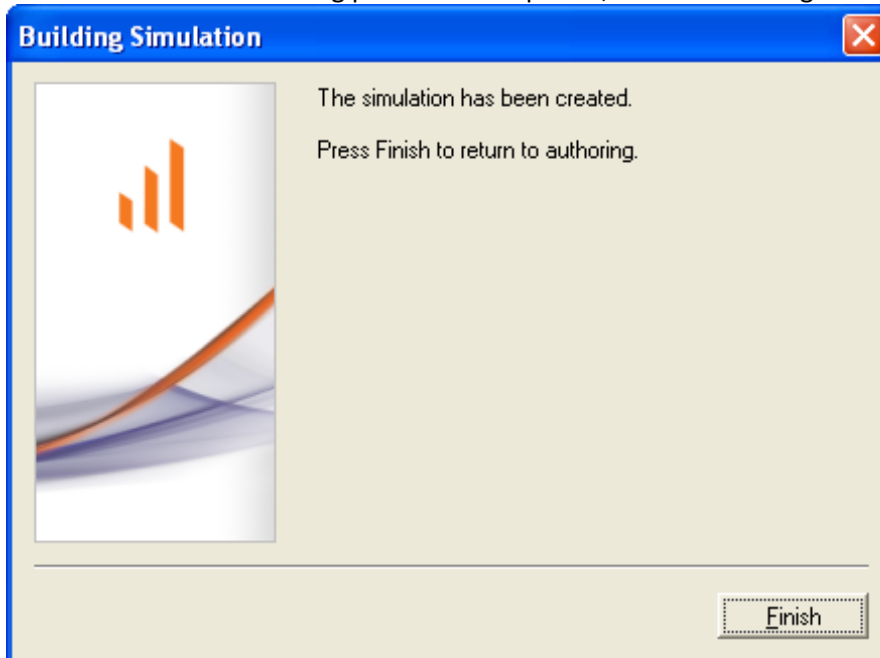 Building Simulation
The simulation has been created.
Press Finish to return to authoring.
Finish